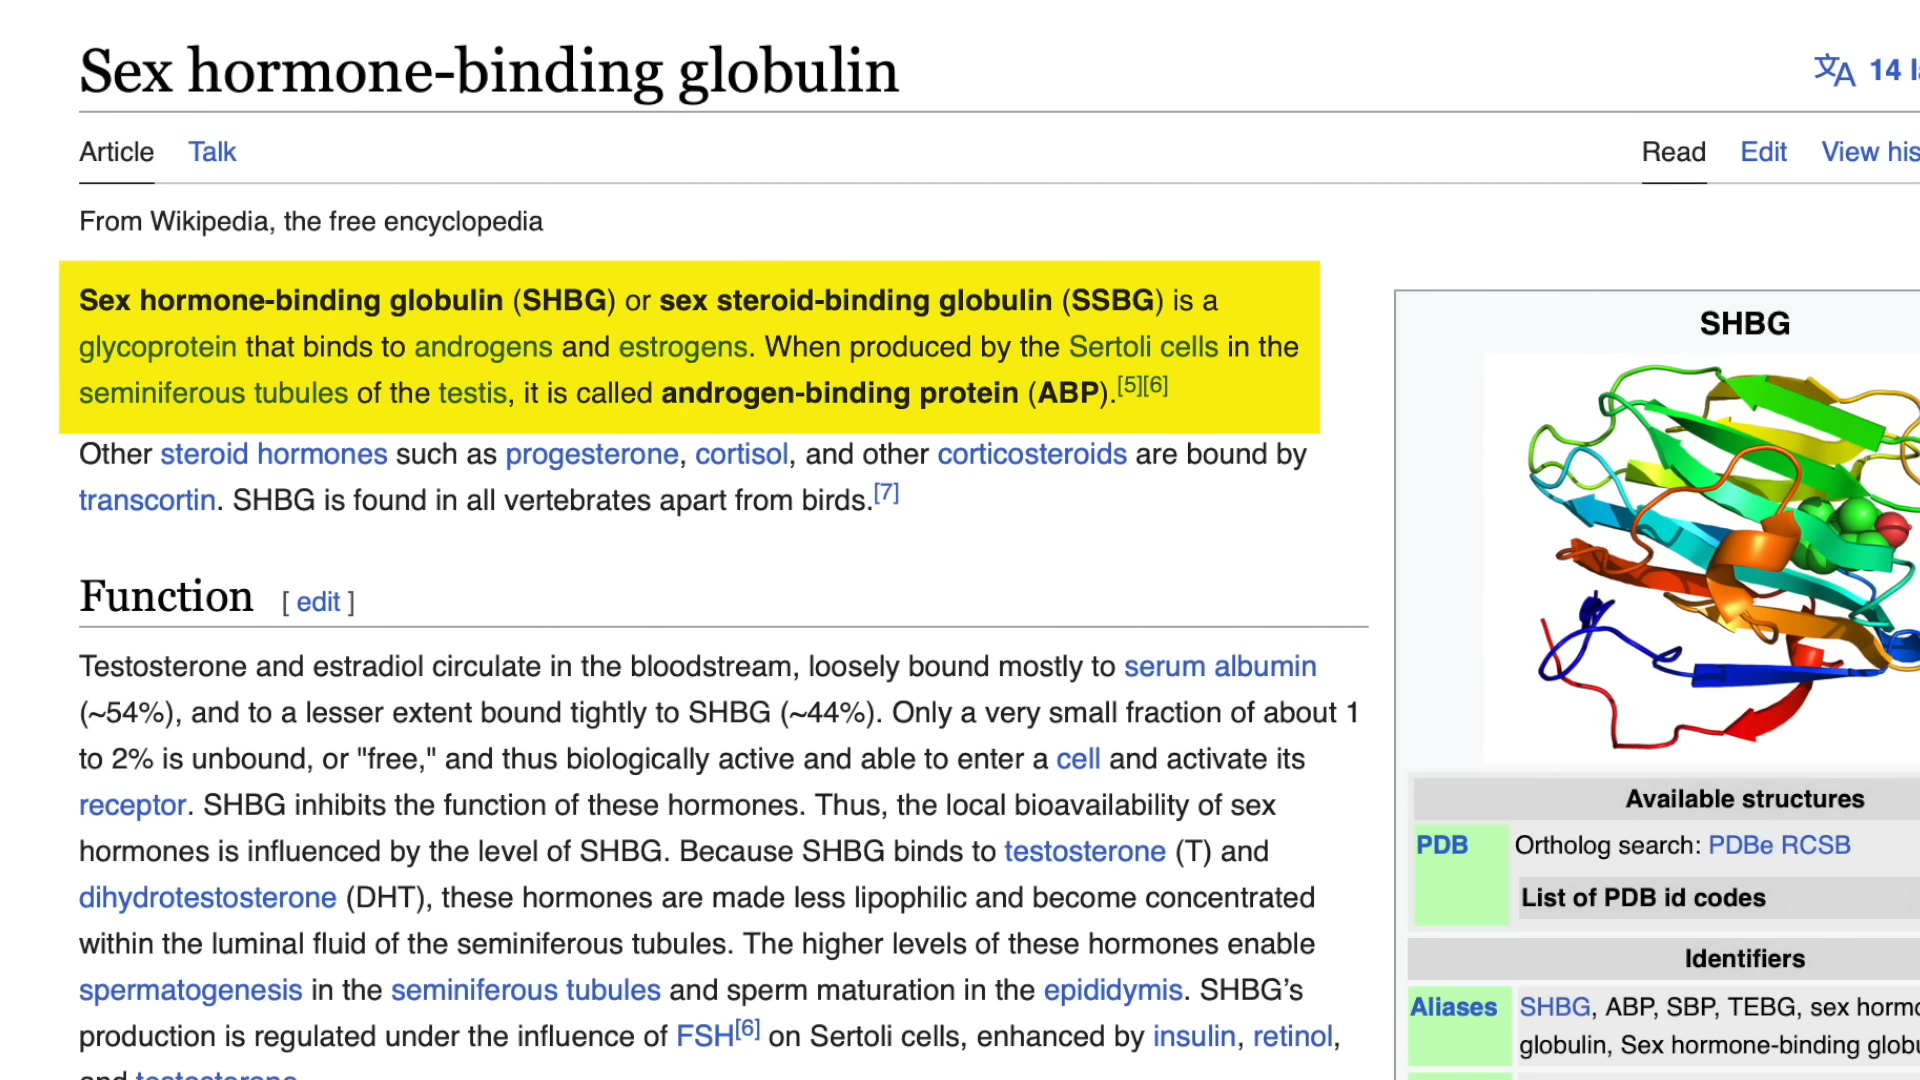 Sex hormone-binding globulin
文A 14
Article Talk
Read Edit View his
From Wikipedia, the free encyclopedia
Sex hormone-binding globulin (SHBG) or sex steroid-binding globulin (SSBG) is a
glycoprotein that binds to androgens and estrogens. When produced by the Sertoli cells in the
seminiferous tubules of the testis, it is called androgen-binding protein (ABP).[5][6]
Other steroid hormones such as progesterone, cortisol, and other corticosteroids are bound by
transcortin. SHBG is found in all vertebrates apart from birds.[7]
Function [ edit ]
Testosterone and estradiol circulate in the bloodstream, loosely bound mostly to serum albumin
(~54%), and to a lesser extent bound tightly to SHBG (~44%). Only a very small fraction of about 1
to 2% is unbound, or "free," and thus biologically active and able to enter a cell and activate its
receptor. SHBG inhibits the function of these hormones. Thus, the local bioavailability of sex
hormones is influenced by the level of SHBG. Because SHBG binds to testosterone (T) and
dihydrotestosterone (DHT), these hormones are made less lipophilic and become concentrated
within the luminal fluid of the seminiferous tubules. The higher levels of these hormones enable
spermatogenesis in the seminiferous tubules and sperm maturation in the epididymis. SHBG’s
production is regulated under the influence of FSH[6] on Sertoli cells, enhanced by insulin, retinol,
and testosterone.
SHBG
Available structures
PDB Ortholog search: PDBe RCSB
List of PDB id codes
Identifiers
Aliases SHBG, ABP, SBP, TEBG, sex hormo
globulin, Sex hormone-binding globu